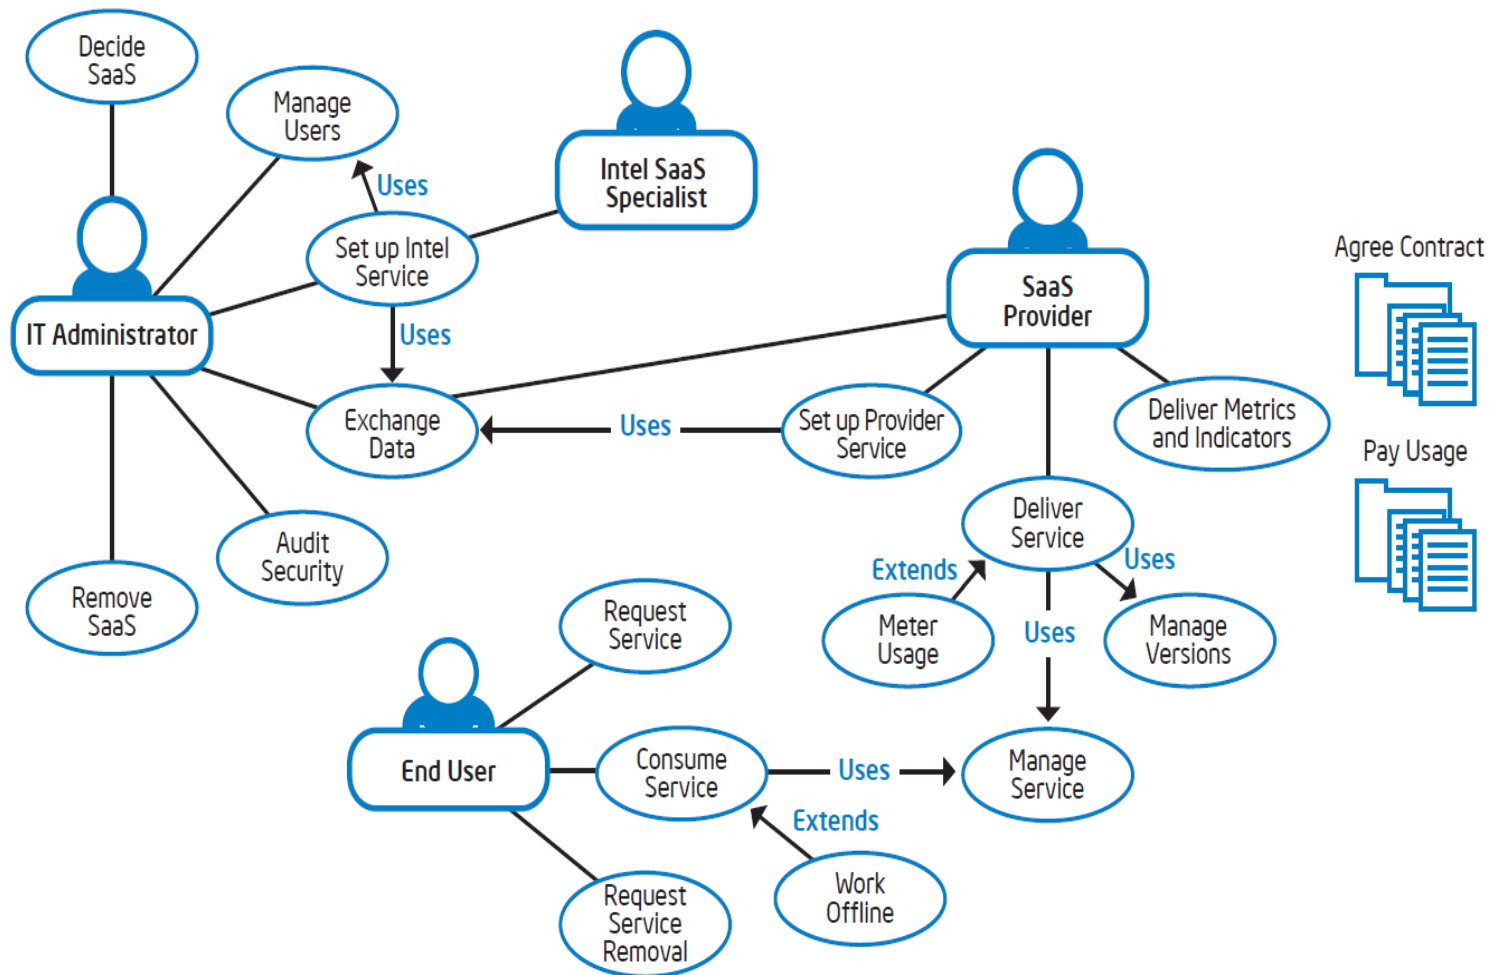 Decide
SaaS
Manage
Users
Uses
Intel SaaS
Specialist
Set up Intel
Service
IT Administrator
Uses
SaaS
Provider
Agree Contract
Exchange
Data
Uses
Set up Provider
Service
Deliver Metrics
and Indicators
Pay Usage
Audit
Security
Remove
SaaS
Deliver
Service
Extends
Uses
Meter
Usage
Uses
Manage
Versions
Request
Service
End User
Consume
Service
Uses
Manage
Service
Extends
Work
Offline
Request
Service
Removal